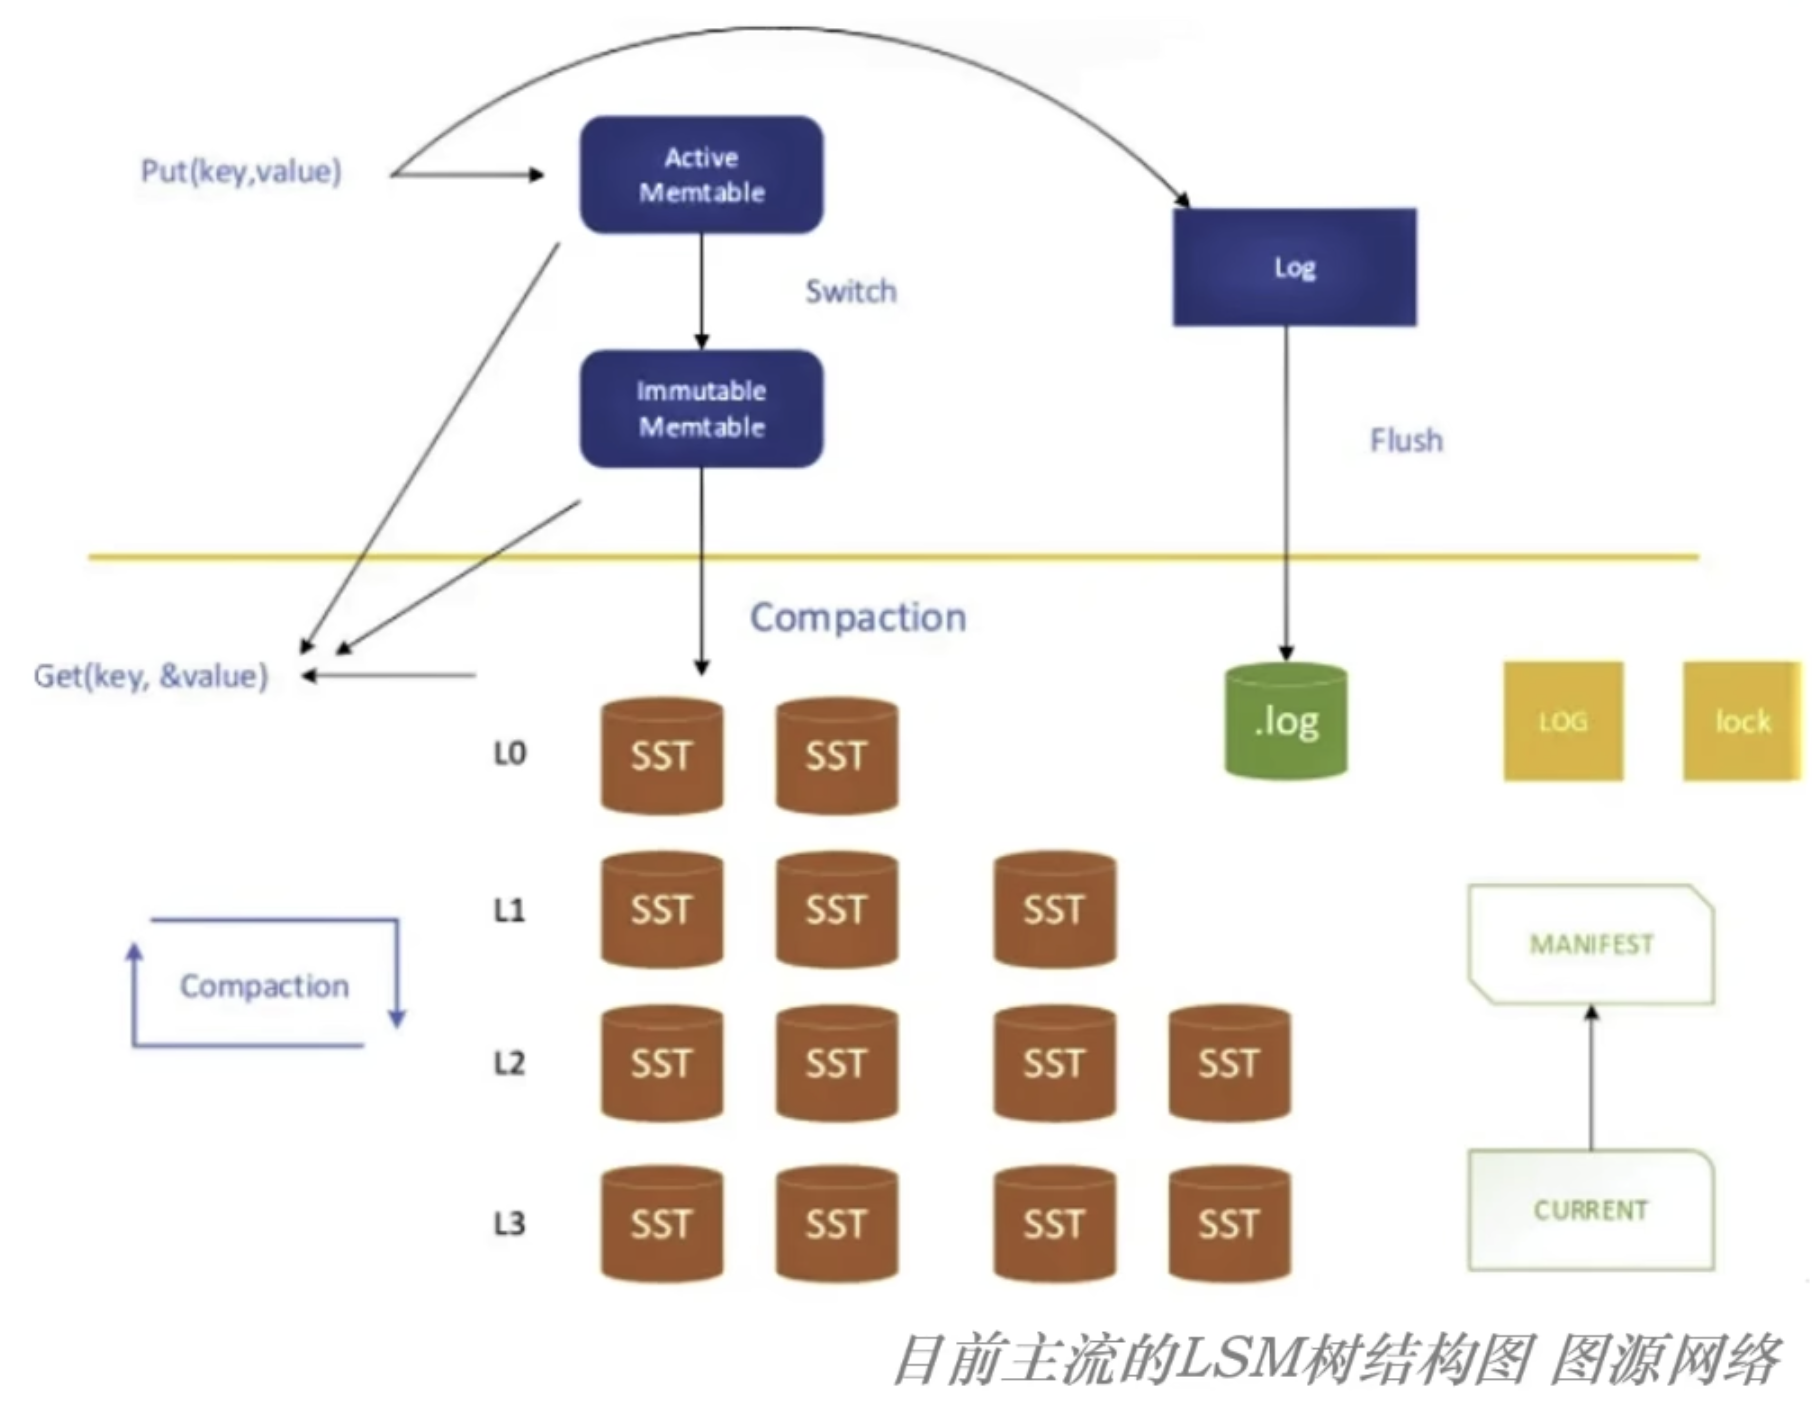 Put(key,value)
Active
Memtable
Log
Switch
Immutable
Memtable
Flush
Compaction
Get(key, &value)
L0
SST
SST
.log
LOG
lock
L1
SST
SST
SST
MANIFEST
Compaction
L2
SST
SST
SST
SST
L3
SST
SST
SST
SST
CURRENT
目前主流的LSM树结构图 图源网络